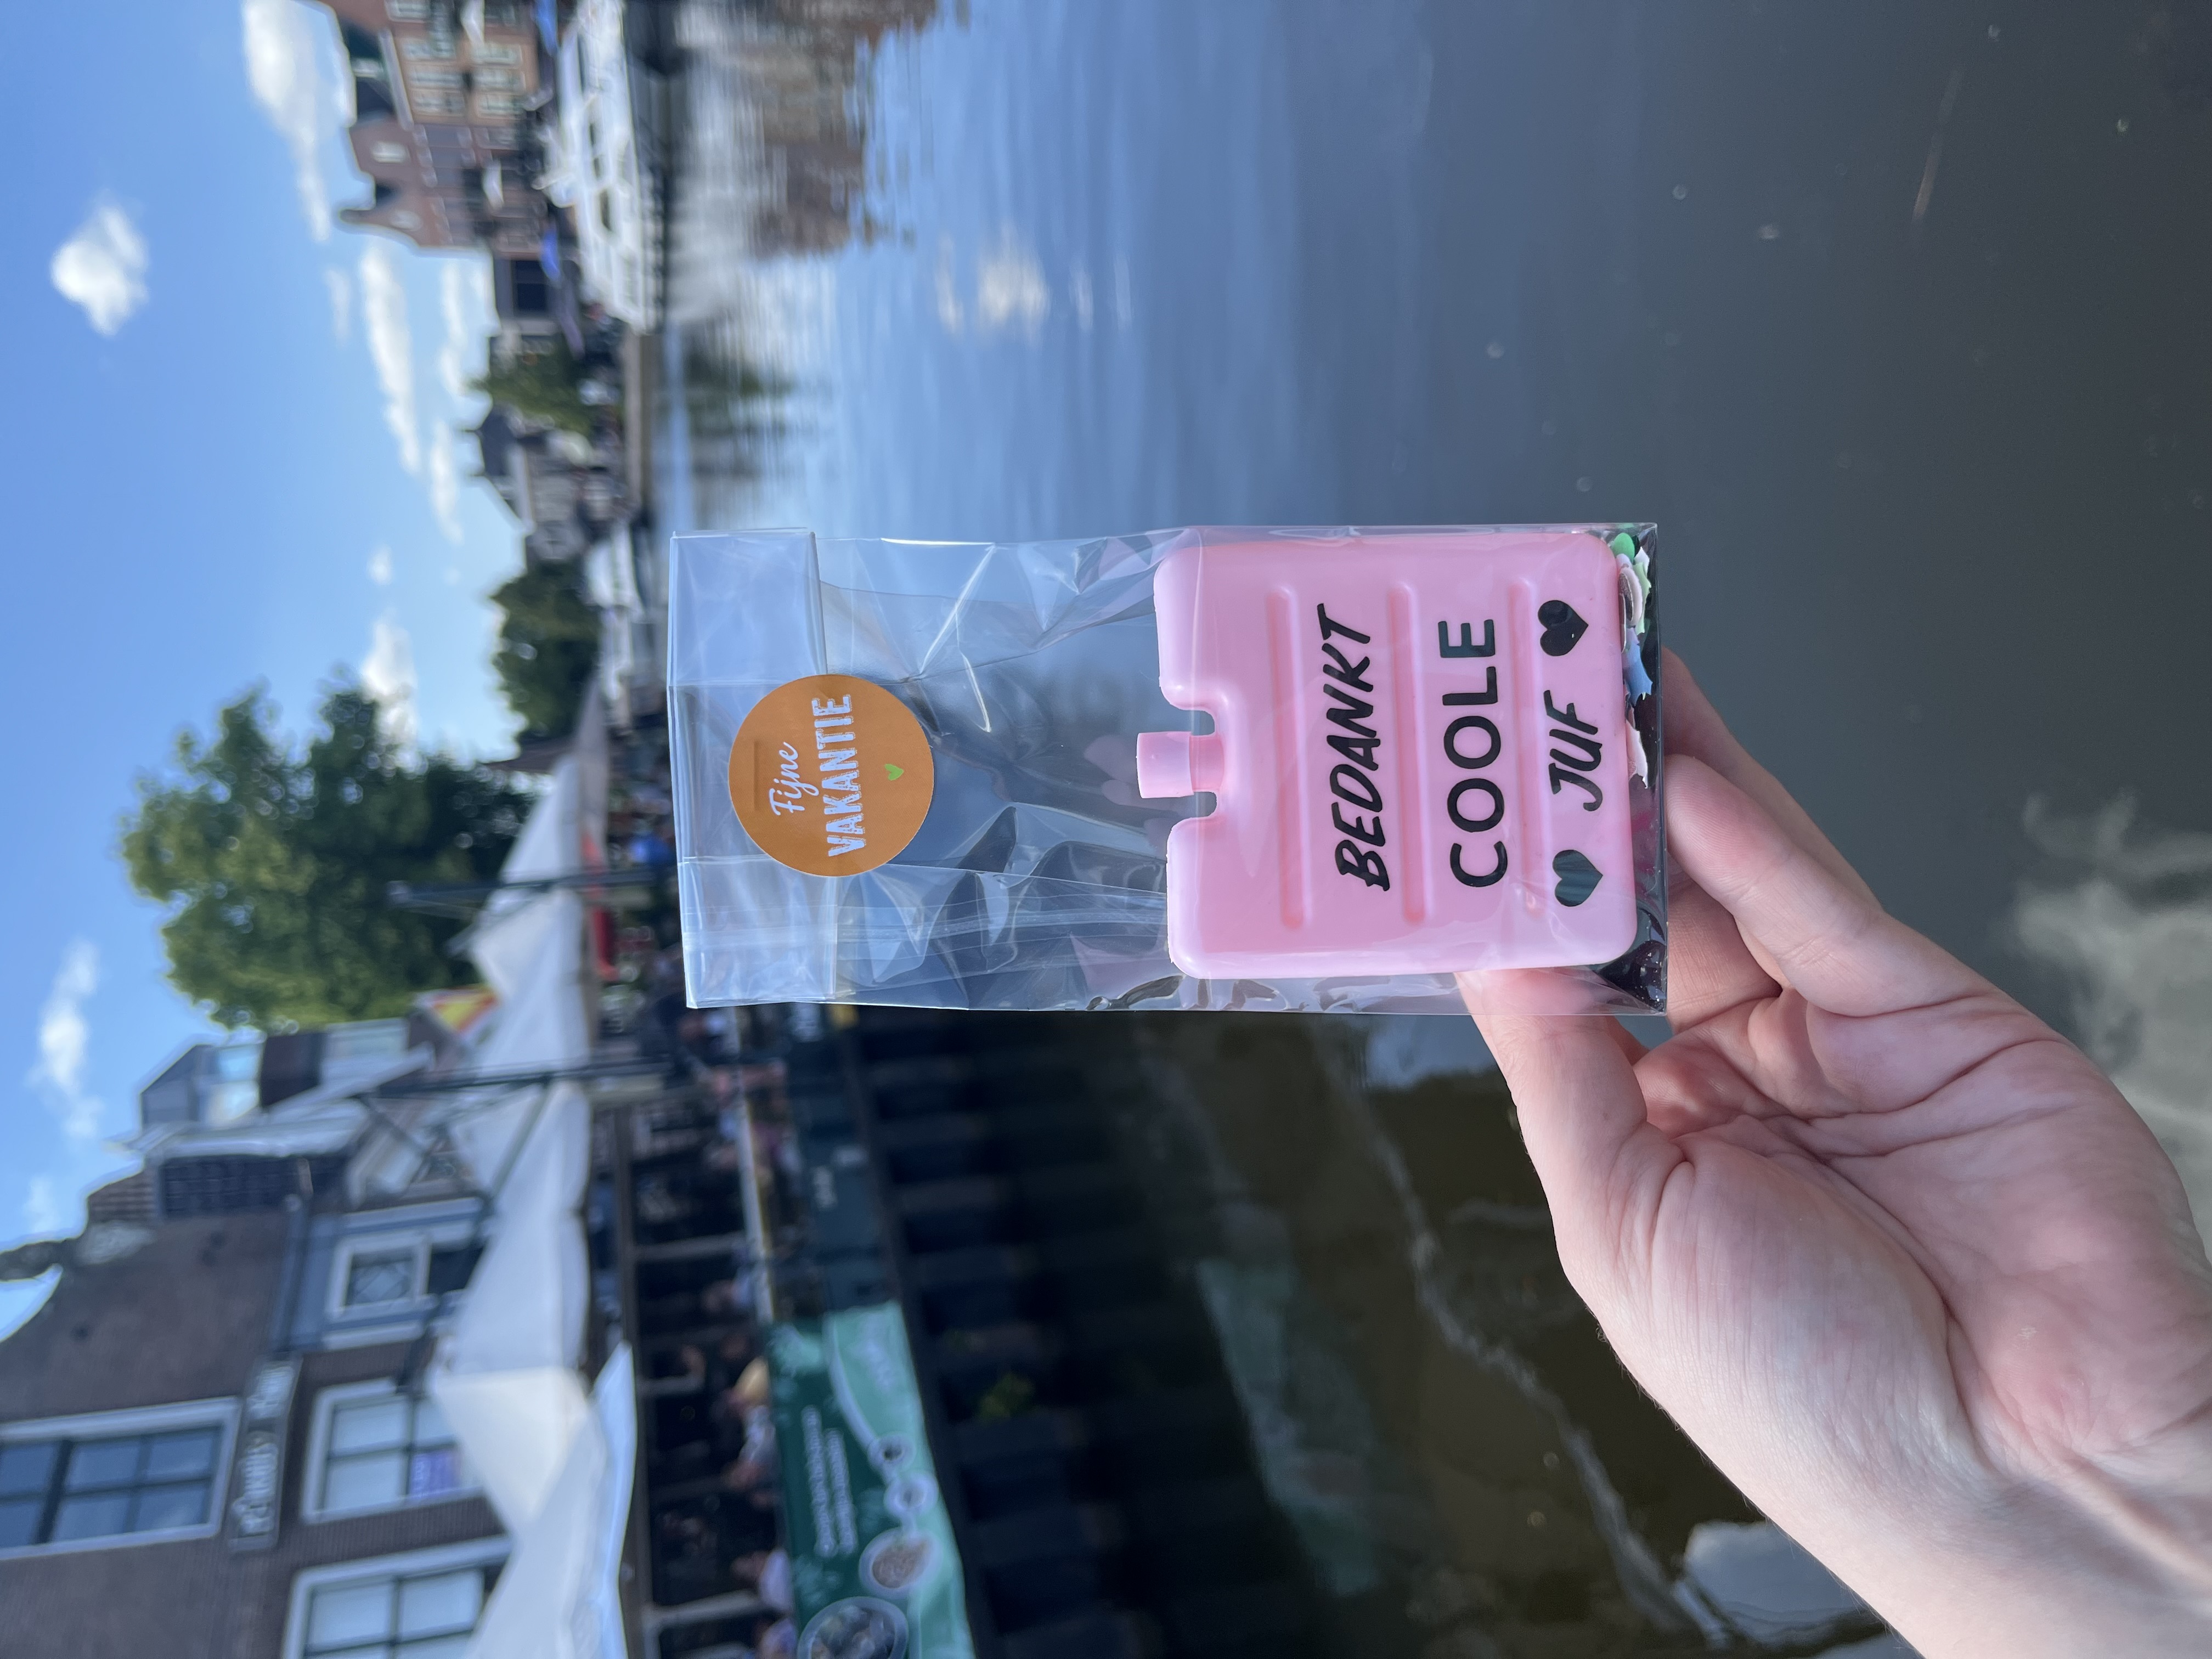 Fijne
VAKANTIE
BEDANKT
COOLE
JUF